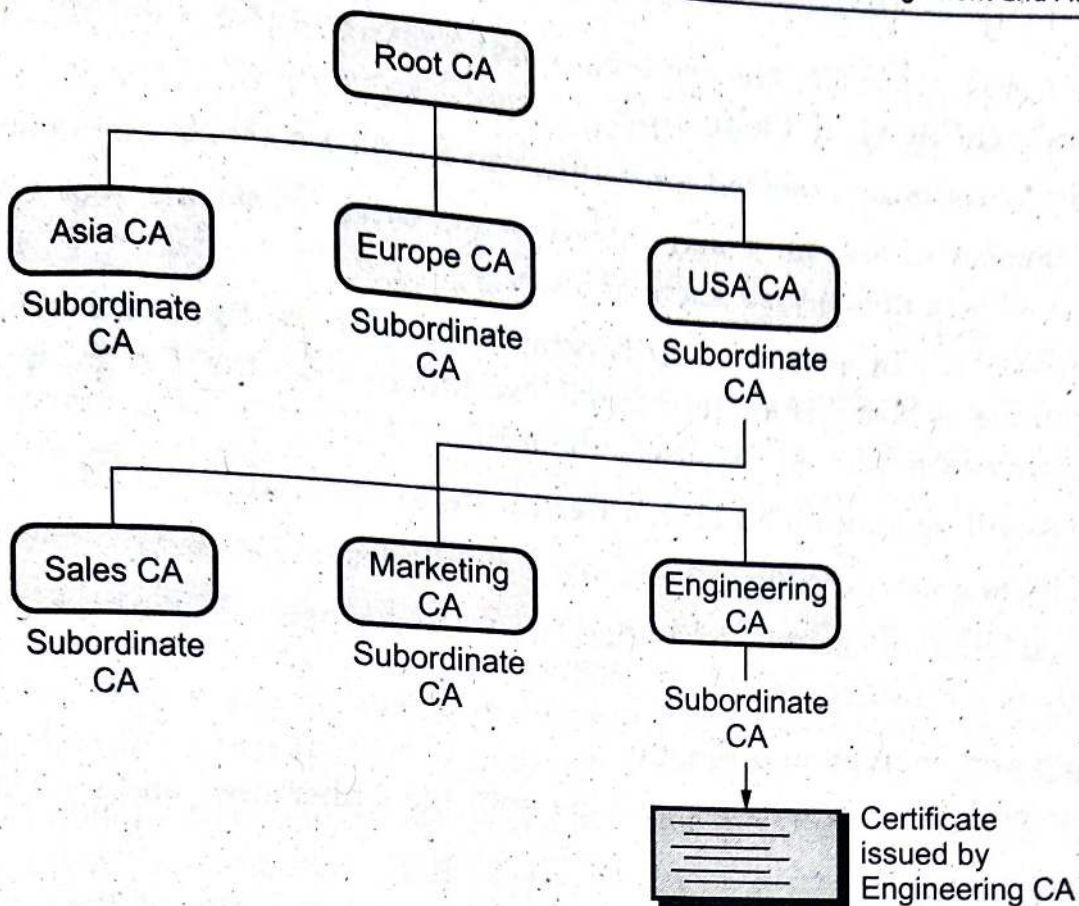 Root CA
Asia CA
Europe CA
USA CA
Subordinate
CA
Subordinate
CA
Subordinate
CA
Sales CA
Marketing
CA
Engineering
CA
Subordinate
CA
Subordinate
CA
Subordinate
CA
Certificate
issued by
Engineering CA